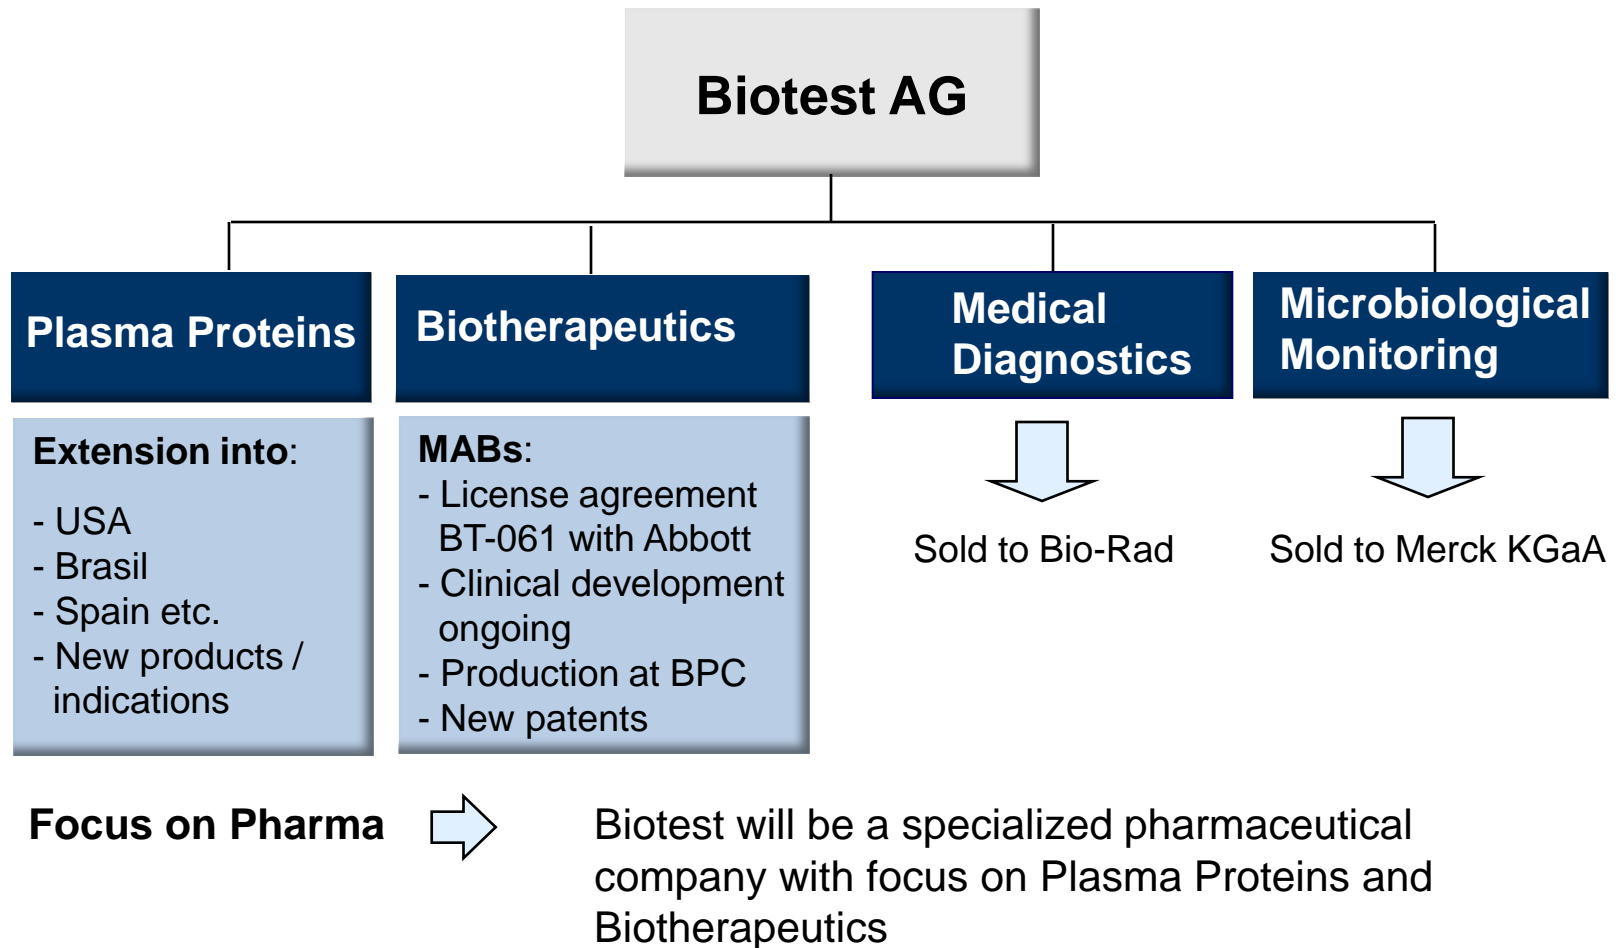 Biotest AG
Plasma Proteins
Biotherapeutics
Medical
Diagnostics
Microbiological
Monitoring
Extension into:
- USA
- Brasil
- Spain etc.
- New products /
indications
MABs:
- License agreement
BT-061 with Abbott
- Clinical development
ongoing
- Production at BPC
- New patents
Sold to Bio-Rad
Sold to Merck KGaA
Focus on Pharma
Biotest will be a specialized pharmaceutical
company with focus on Plasma Proteins and
Biotherapeutics